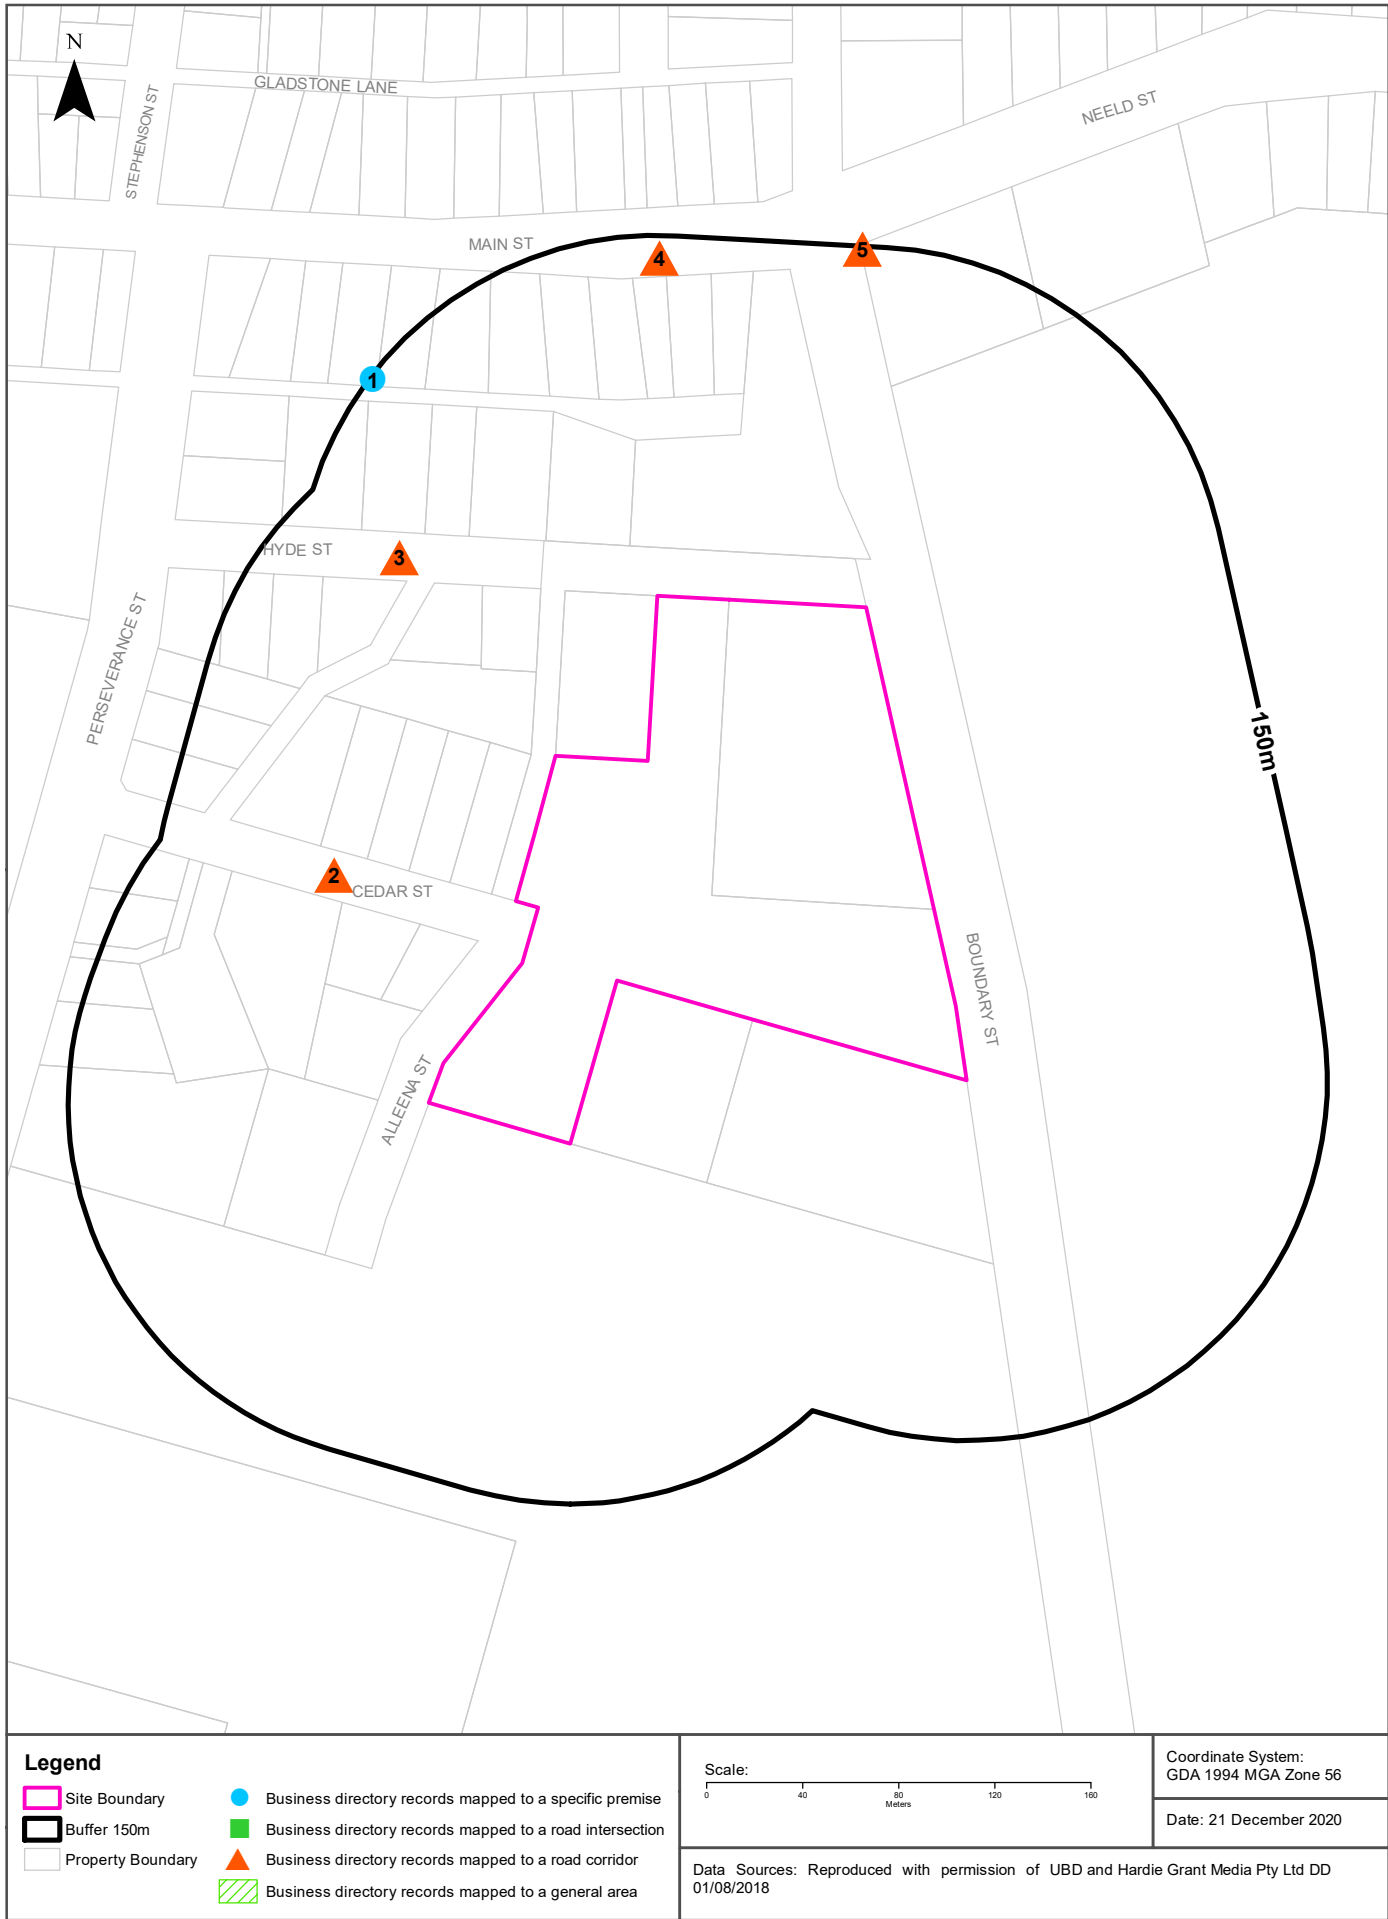 N
GLADSTONE LANE
STEPHENSON ST
NEELD ST
MAIN ST
4
5
1
HYDE ST
3
PERSEVERANCE ST
150m
2
CEDAR ST
BOUNDARY ST
ALLEENA ST
Legend
Site Boundary
Buffer 150m
Property Boundary
Business directory records mapped to a specific premise
Business directory records mapped to a road intersection
Business directory records mapped to a road corridor
Business directory records mapped to a general area
Scale:
0 40 80 120 160
Meters
Coordinate System:
GDA 1994 MGA Zone 56
Date: 21 December 2020
Data Sources: Reproduced with permission of UBD and Hardie Grant Media Pty Ltd DD
01/08/2018